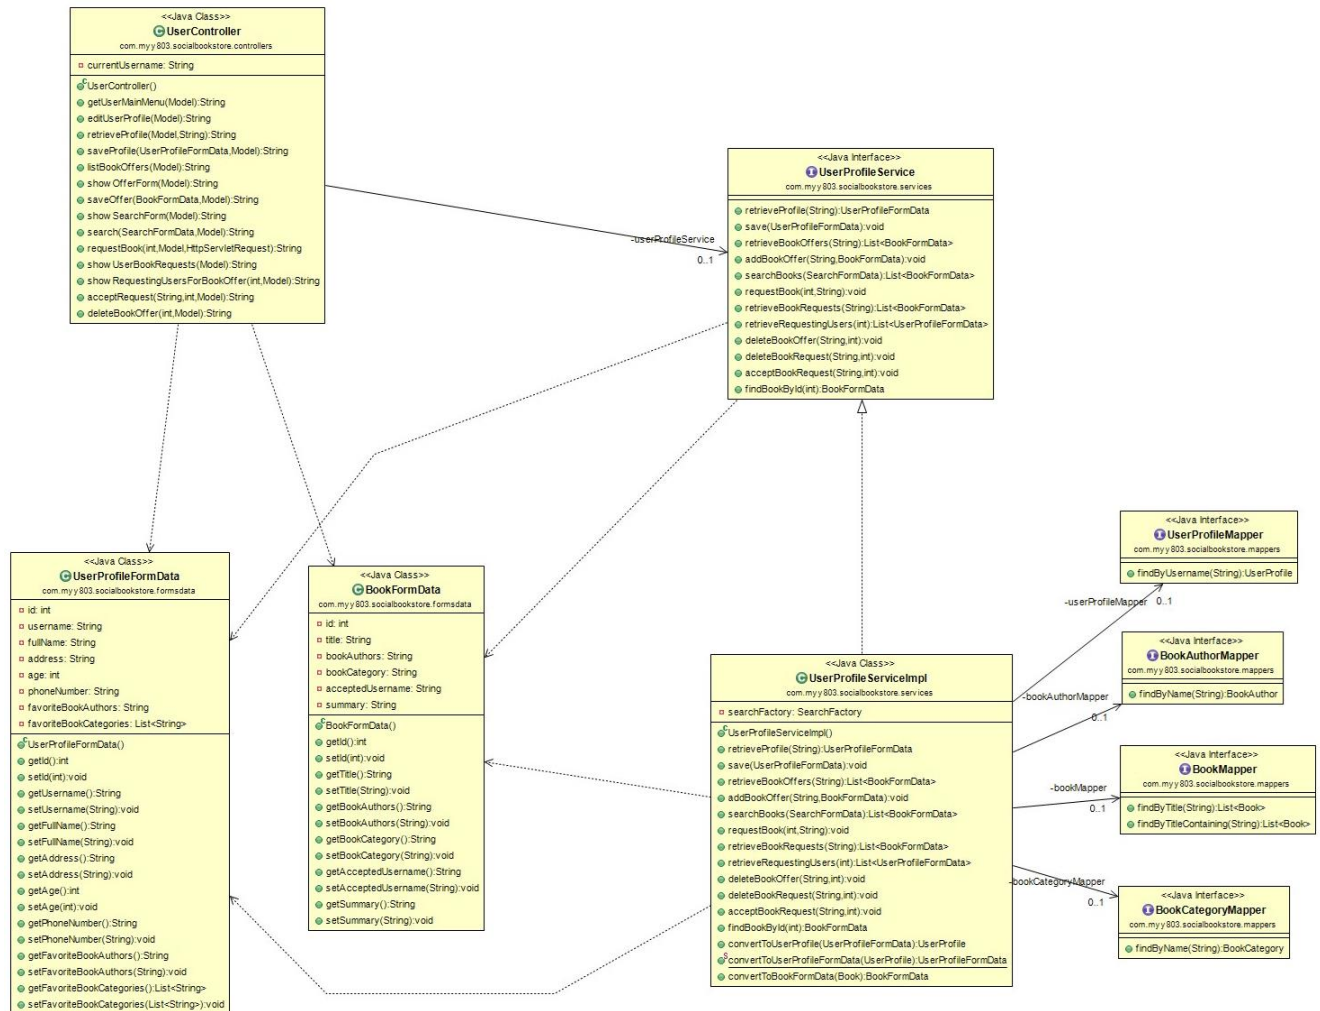 <<Java Class>>
UserController
com.myy803.socialbookstore.controllers
currentUsername: String
UserController()
getUserMainMenu(Model):String
editUserProfile(Model):String
retrieveProfile(Model,String):String
saveProfile(UserProfileFormData,Model):String
listBookOffers(Model):String
showOfferForm(Model):String
saveOffer(BookFormData,Model):String
showSearchForm(Model):String
search(SearchFormData,Model):String
requestBook(int,Model,HttpServletRequest):String
showUserBookRequests(Model):String
showRequestingUsersForBookOffer(int,Model):String
acceptRequest(String,int,Model):String
deleteBookOffer(int,Model):String
-userProfileService
0..1
<<Java Interface>>
UserProfileService
com.myy803.socialbookstore.services
retrieveProfile(String):UserProfileFormData
save(UserProfileFormData):void
retrieveBookOffers(String):List<BookFormData>
addBookOffer(String,BookFormData):void
searchBooks(SearchFormData):List<BookFormData>
requestBook(int,String):void
retrieveBookRequests(String):List<BookFormData>
retrieveRequestingUsers(int):List<UserProfileFormData>
deleteBookOffer(String,int):void
deleteBookRequest(String,int):void
acceptBookRequest(String,int):void
findBookById(int):BookFormData
<<Java Class>>
UserProfileFormData
com.myy803.socialbookstore.formsdata
id: int
username: String
fullName: String
address: String
age: int
phoneNumber: String
favoriteBookAuthors: String
favoriteBookCategories: List<String>
UserProfileFormData()
getId():int
setId(int):void
getUsername():String
setUsername(String):void
getFullName():String
setFullName(String):void
getAddress():String
setAddress(String):void
getAge():int
setAge(int):void
getPhoneNumber():String
setPhoneNumber(String):void
getFavoriteBookAuthors():String
setFavoriteBookAuthors(String):void
getFavoriteBookCategories():List<String>
setFavoriteBookCategories(List<String>):void
<<Java Class>>
BookFormData
com.myy803.socialbookstore.formsdata
id: int
title: String
bookAuthors: String
bookCategory: String
acceptedUsername: String
summary: String
BookFormData()
getId():int
setId(int):void
getTitle():String
setTitle(String):void
getBookAuthors():String
setBookAuthors(String):void
getBookCategory():String
setBookCategory(String):void
getAcceptedUsername():String
setAcceptedUsername(String):void
getSummary():String
setSummary(String):void
<<Java Class>>
UserProfileServiceImpl
com.myy803.socialbookstore.services
searchFactory: SearchFactory
UserProfileServiceImpl()
retrieveProfile(String):UserProfileFormData
save(UserProfileFormData):void
retrieveBookOffers(String):List<BookFormData>
addBookOffer(String,BookFormData):void
searchBooks(SearchFormData):List<BookFormData>
requestBook(int,String):void
retrieveBookRequests(String):List<BookFormData>
retrieveRequestingUsers(int):List<UserProfileFormData>
deleteBookOffer(String,int):void
deleteBookRequest(String,int):void
acceptBookRequest(String,int):void
findBookById(int):BookFormData
convertToUserProfile(UserProfileFormData):UserProfile
convertToUserProfileFormData(UserProfile):UserProfileFormData
convertToBookFormData(Book):BookFormData
-userProfileMapper
0..1
<<Java Interface>>
UserProfileMapper
com.myy803.socialbookstore.mappers
findByUsername(String):UserProfile
-bookAuthorMapper
0..1
<<Java Interface>>
BookAuthorMapper
com.myy803.socialbookstore.mappers
findByName(String):BookAuthor
-bookMapper
0..1
<<Java Interface>>
BookMapper
com.myy803.socialbookstore.mappers
findByTitle(String):List<Book>
findByTitleContaining(String):List<Book>
-bookCategoryMapper
0..1
<<Java Interface>>
BookCategoryMapper
com.myy803.socialbookstore.mappers
findByName(String):BookCategory